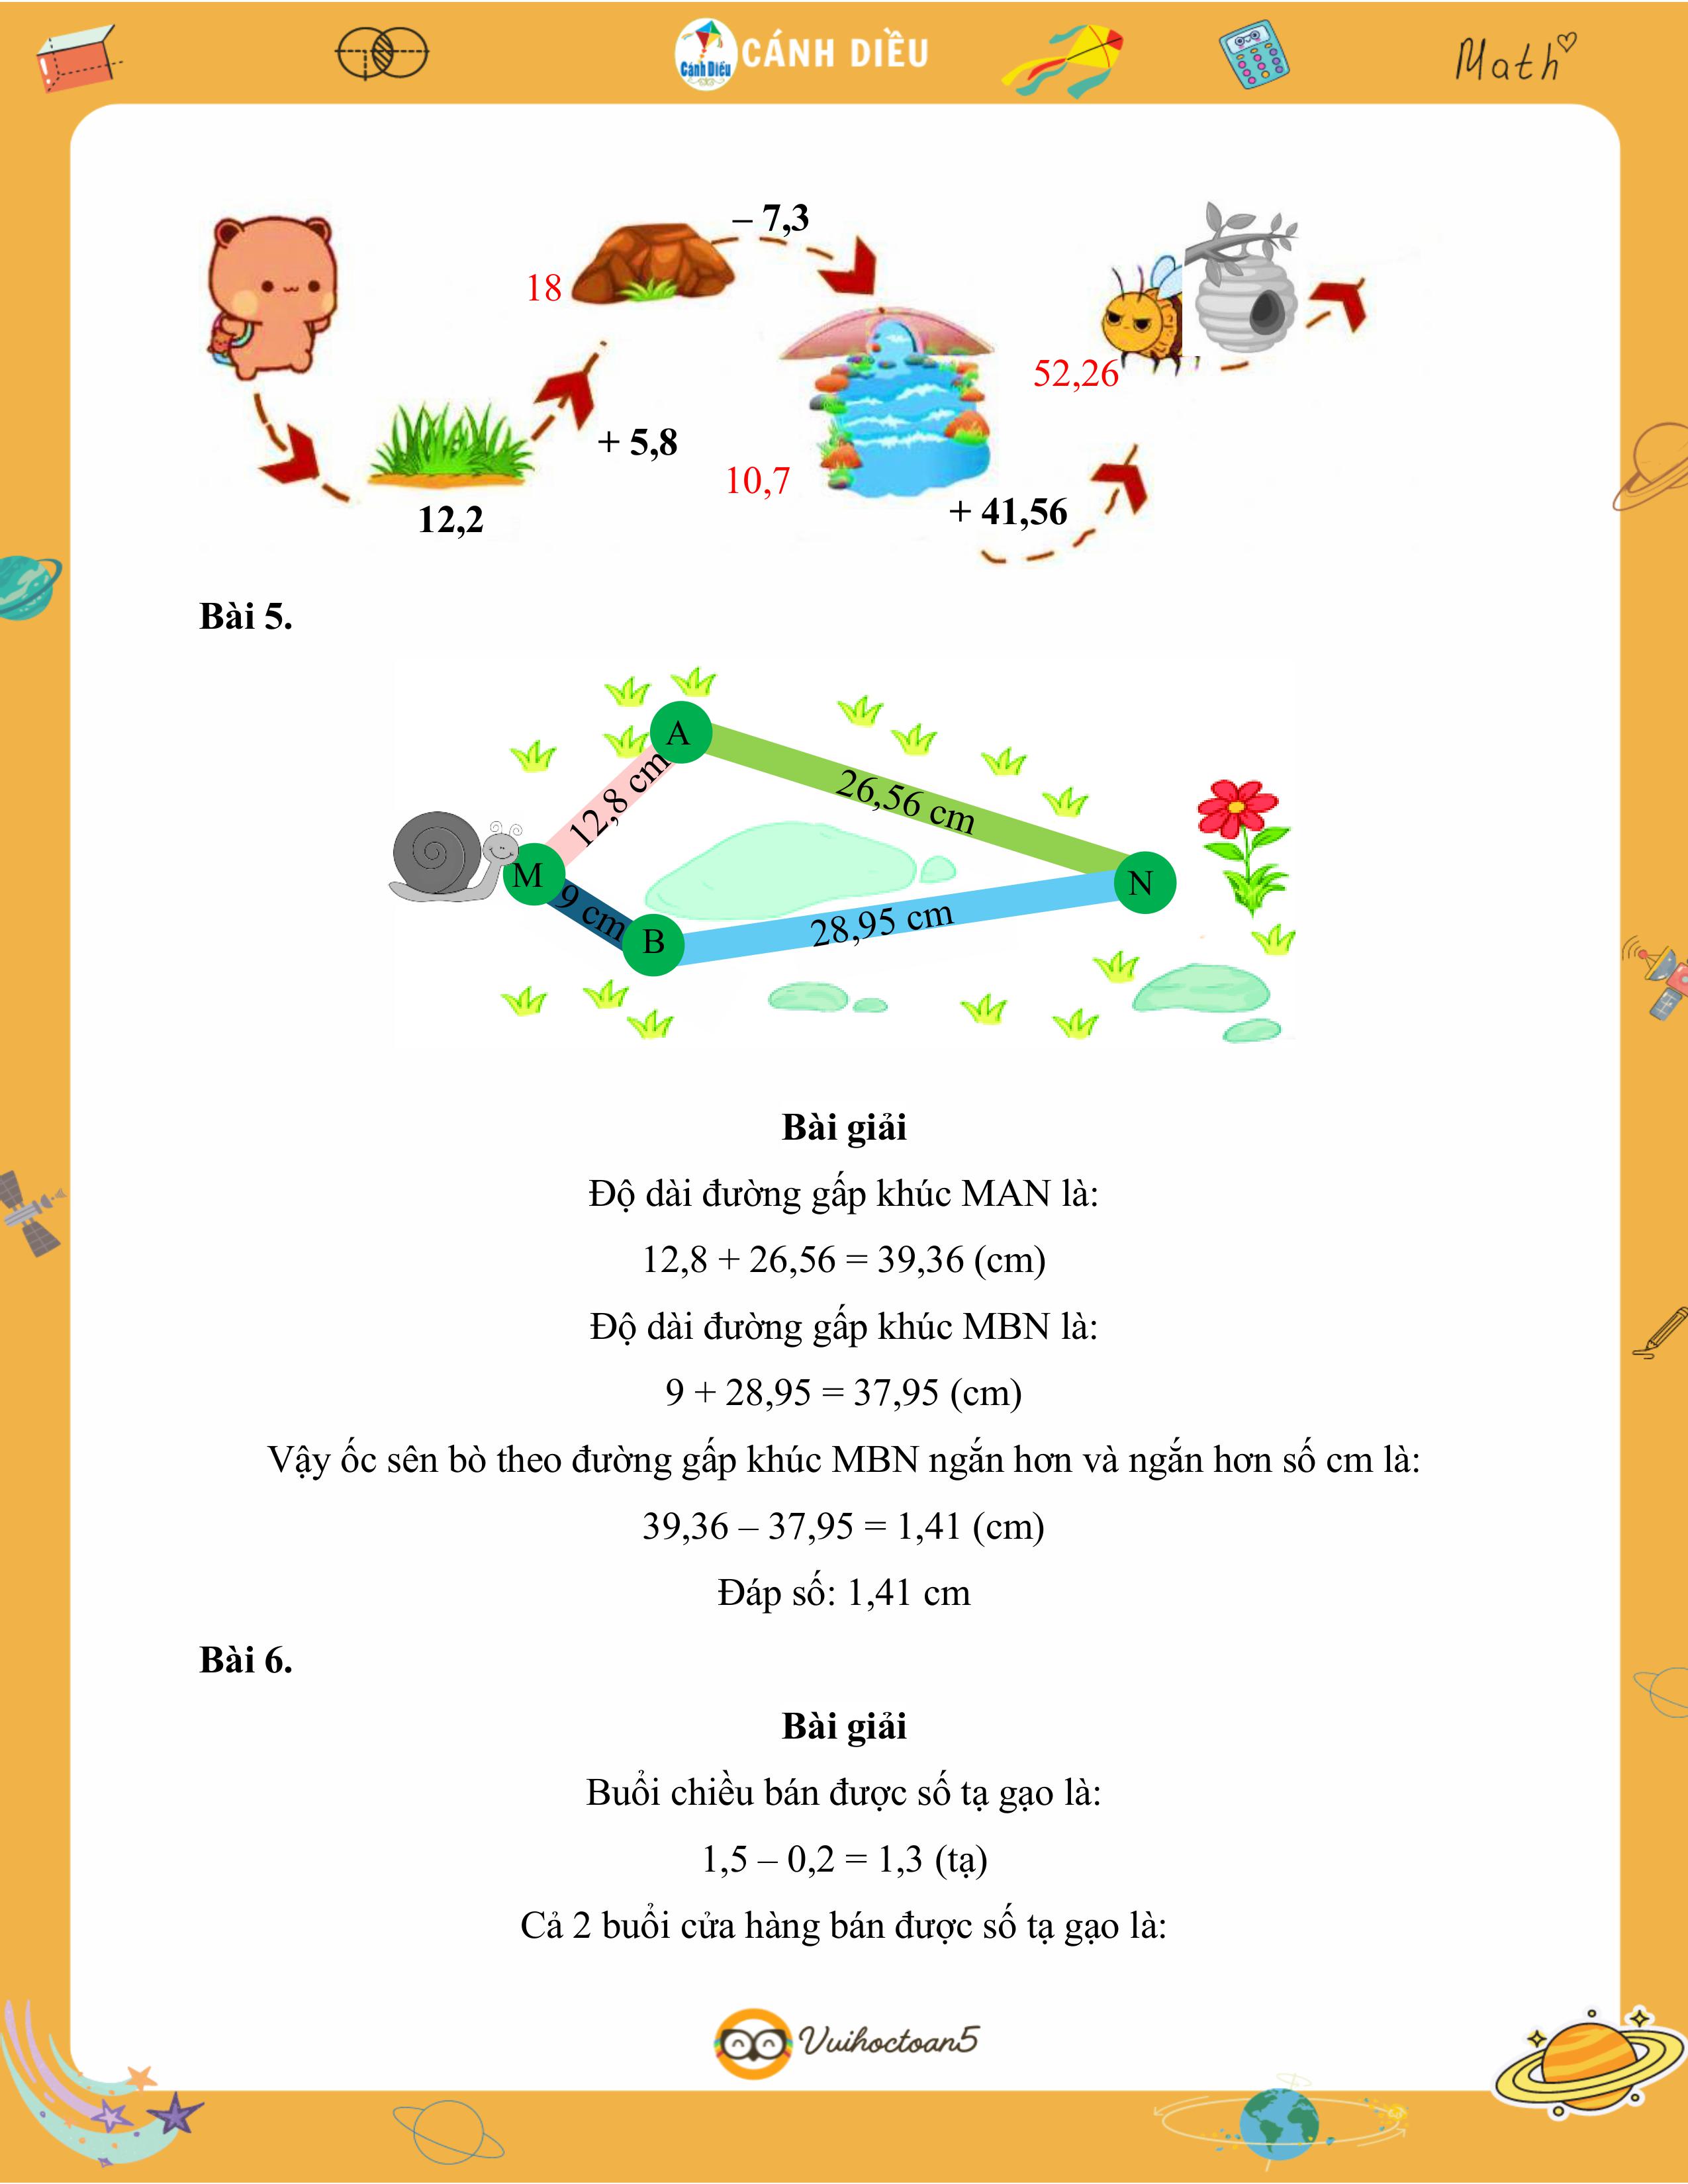 Cánh Diều CÁNH DIỀU Math
– 7,3
18
52,26
+ 5,8
10,7
+ 41,56
12,2
Bài 5.
A
26,56 cm
12,8 cm
M
N
9 cm
B
28,95 cm
Bài giải
Độ dài đường gấp khúc MAN là:
12,8 + 26,56 = 39,36 (cm)
Độ dài đường gấp khúc MBN là:
9 + 28,95 = 37,95 (cm)
Vậy ốc sên bò theo đường gấp khúc MBN ngắn hơn và ngắn hơn số cm là:
39,36 – 37,95 = 1,41 (cm)
Đáp số: 1,41 cm
Bài 6.
Bài giải
Buổi chiều bán được số tạ gạo là:
1,5 – 0,2 = 1,3 (tạ)
Cả 2 buổi cửa hàng bán được số tạ gạo là:
Vuihoctoan5